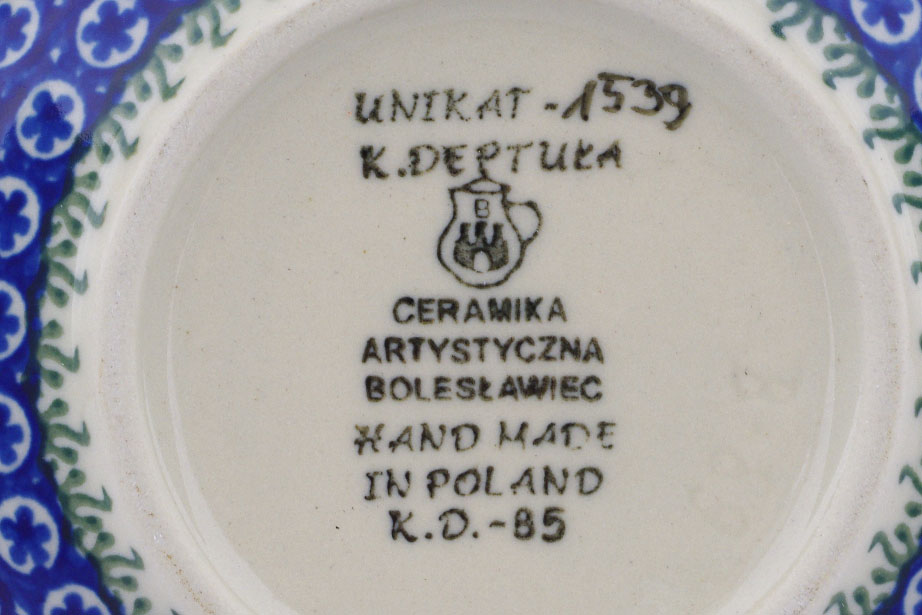 UNIKAT -1539
K. DEPTUŁA
B
CERAMIKA
ARTYSTYCZNA
BOLESŁAWIEC
HAND MADE
IN POLAND
K.D.-85